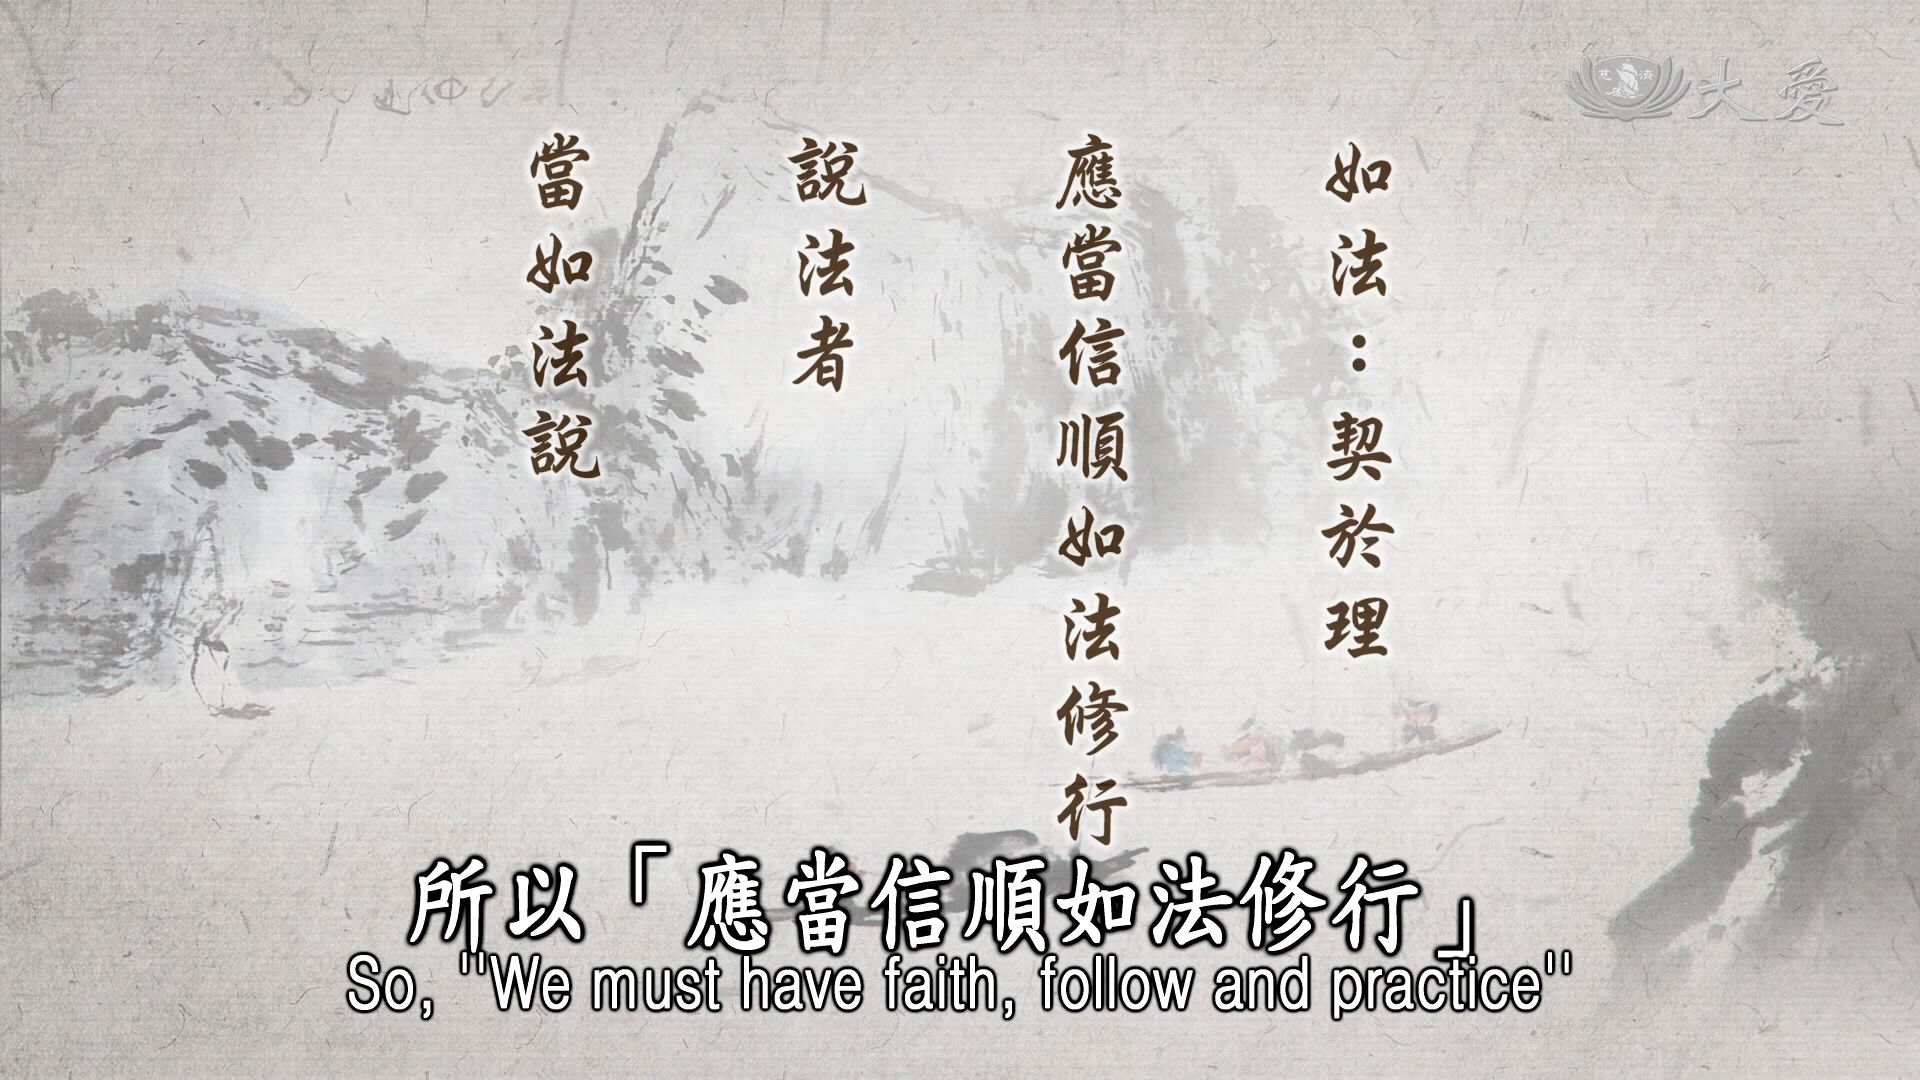 大愛
慈濟
如法：契於理
應當信順如法修行
說法者
當如法說
所以「應當信順如法修行」
So, "We must have faith, follow and practice"